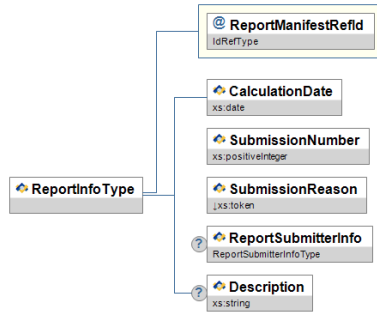 @ ReportManifestRefId
IdRefType
CalculationDate
xs:date
SubmissionNumber
xs:positiveInteger
ReportInfoType
SubmissionReason
↓xs:token
? ReportSubmitterInfo
ReportSubmitterInfoType
? Description
xs:string